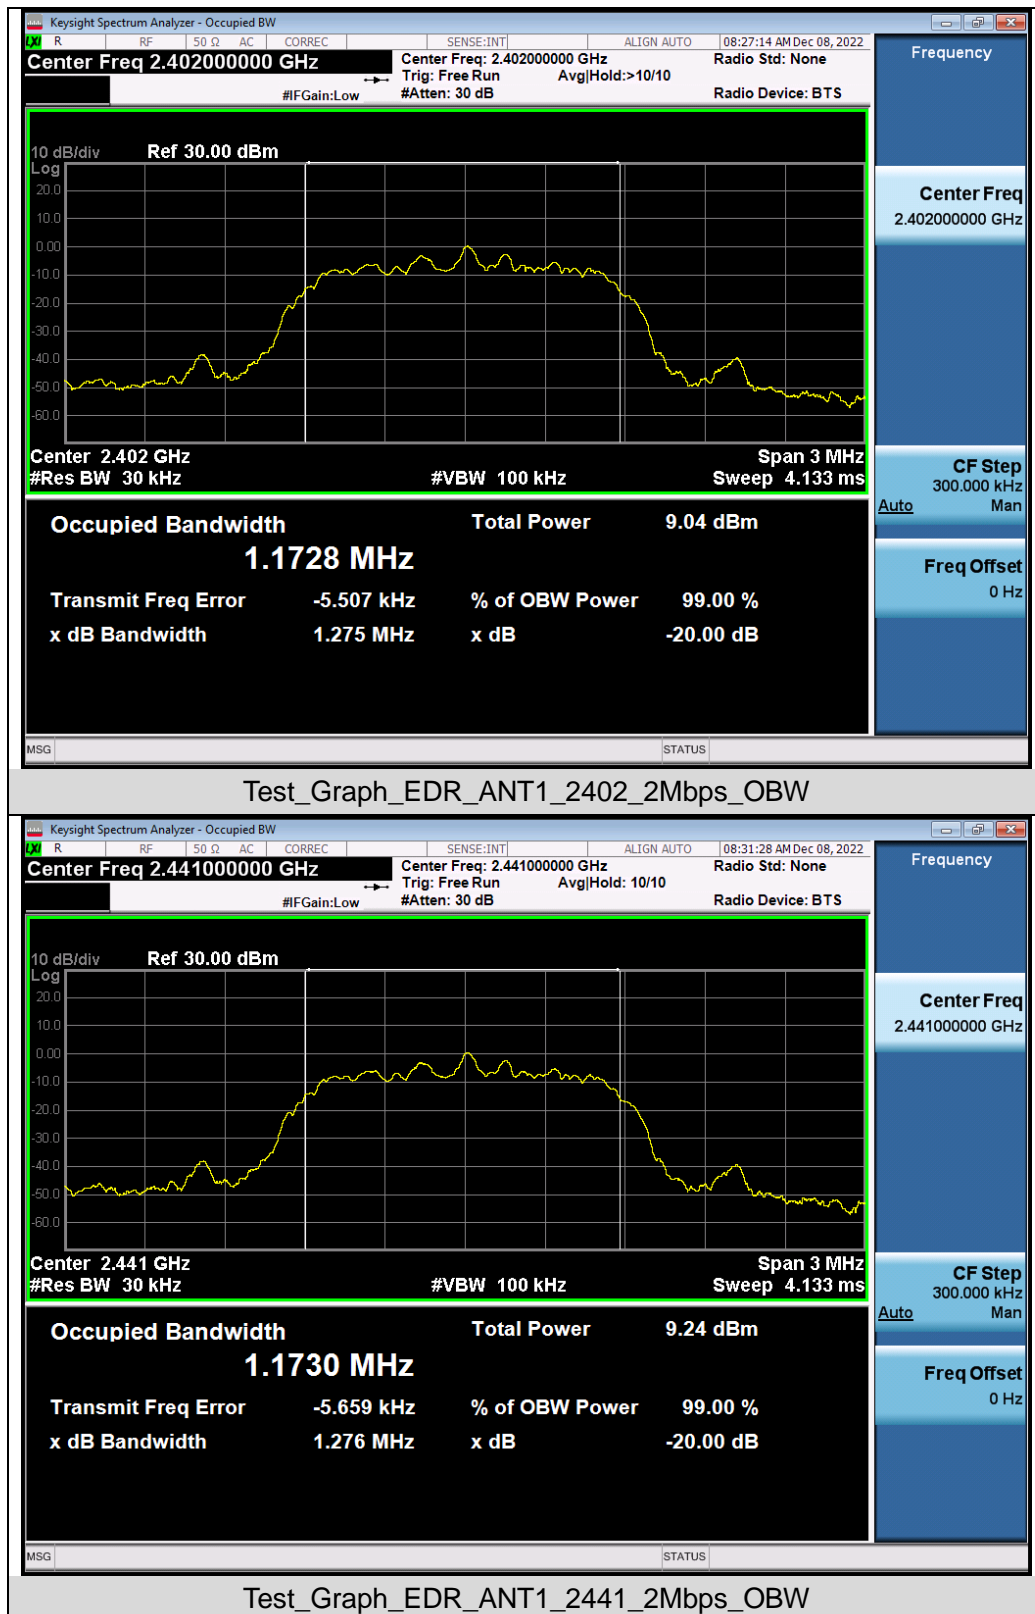 Keysight Spectrum Analyzer - Occupied BW
LXI R RF 50 Ω AC CORREC SENSE:INT ALIGN AUTO 08:27:14 AM Dec 08, 2022
Center Freq 2.402000000 GHz
Center Freq: 2.402000000 GHz
Radio Std: None
Trig: Free Run Avg|Hold:>10/10
#IFGain:Low
#Atten: 30 dB
Radio Device: BTS
Frequency
10 dB/div Ref 30.00 dBm
Log
20.0
10.0
0.00
-10.0
-20.0
-30.0
-40.0
-50.0
-60.0
Center Freq
2.402000000 GHz
Center 2.402 GHz
Span 3 MHz
#Res BW 30 kHz
#VBW 100 kHz
Sweep 4.133 ms
CF Step
300.000 kHz
Auto Man
Occupied Bandwidth
Total Power 9.04 dBm
1.1728 MHz
Transmit Freq Error -5.507 kHz
% of OBW Power 99.00 %
x dB Bandwidth 1.275 MHz
x dB -20.00 dB
Freq Offset
0 Hz
MSG STATUS
Test_Graph_EDR_ANT1_2402_2Mbps_OBW
Keysight Spectrum Analyzer - Occupied BW
LXI R RF 50 Ω AC CORREC SENSE:INT ALIGN AUTO 08:31:28 AM Dec 08, 2022
Center Freq 2.441000000 GHz
Center Freq: 2.441000000 GHz
Radio Std: None
Trig: Free Run Avg|Hold: 10/10
#IFGain:Low
#Atten: 30 dB
Radio Device: BTS
Frequency
10 dB/div Ref 30.00 dBm
Log
20.0
10.0
0.00
-10.0
-20.0
-30.0
-40.0
-50.0
-60.0
Center Freq
2.441000000 GHz
Center 2.441 GHz
Span 3 MHz
#Res BW 30 kHz
#VBW 100 kHz
Sweep 4.133 ms
CF Step
300.000 kHz
Auto Man
Occupied Bandwidth
Total Power 9.24 dBm
1.1730 MHz
Transmit Freq Error -5.659 kHz
% of OBW Power 99.00 %
x dB Bandwidth 1.276 MHz
x dB -20.00 dB
Freq Offset
0 Hz
MSG STATUS
Test_Graph_EDR_ANT1_2441_2Mbps_OBW